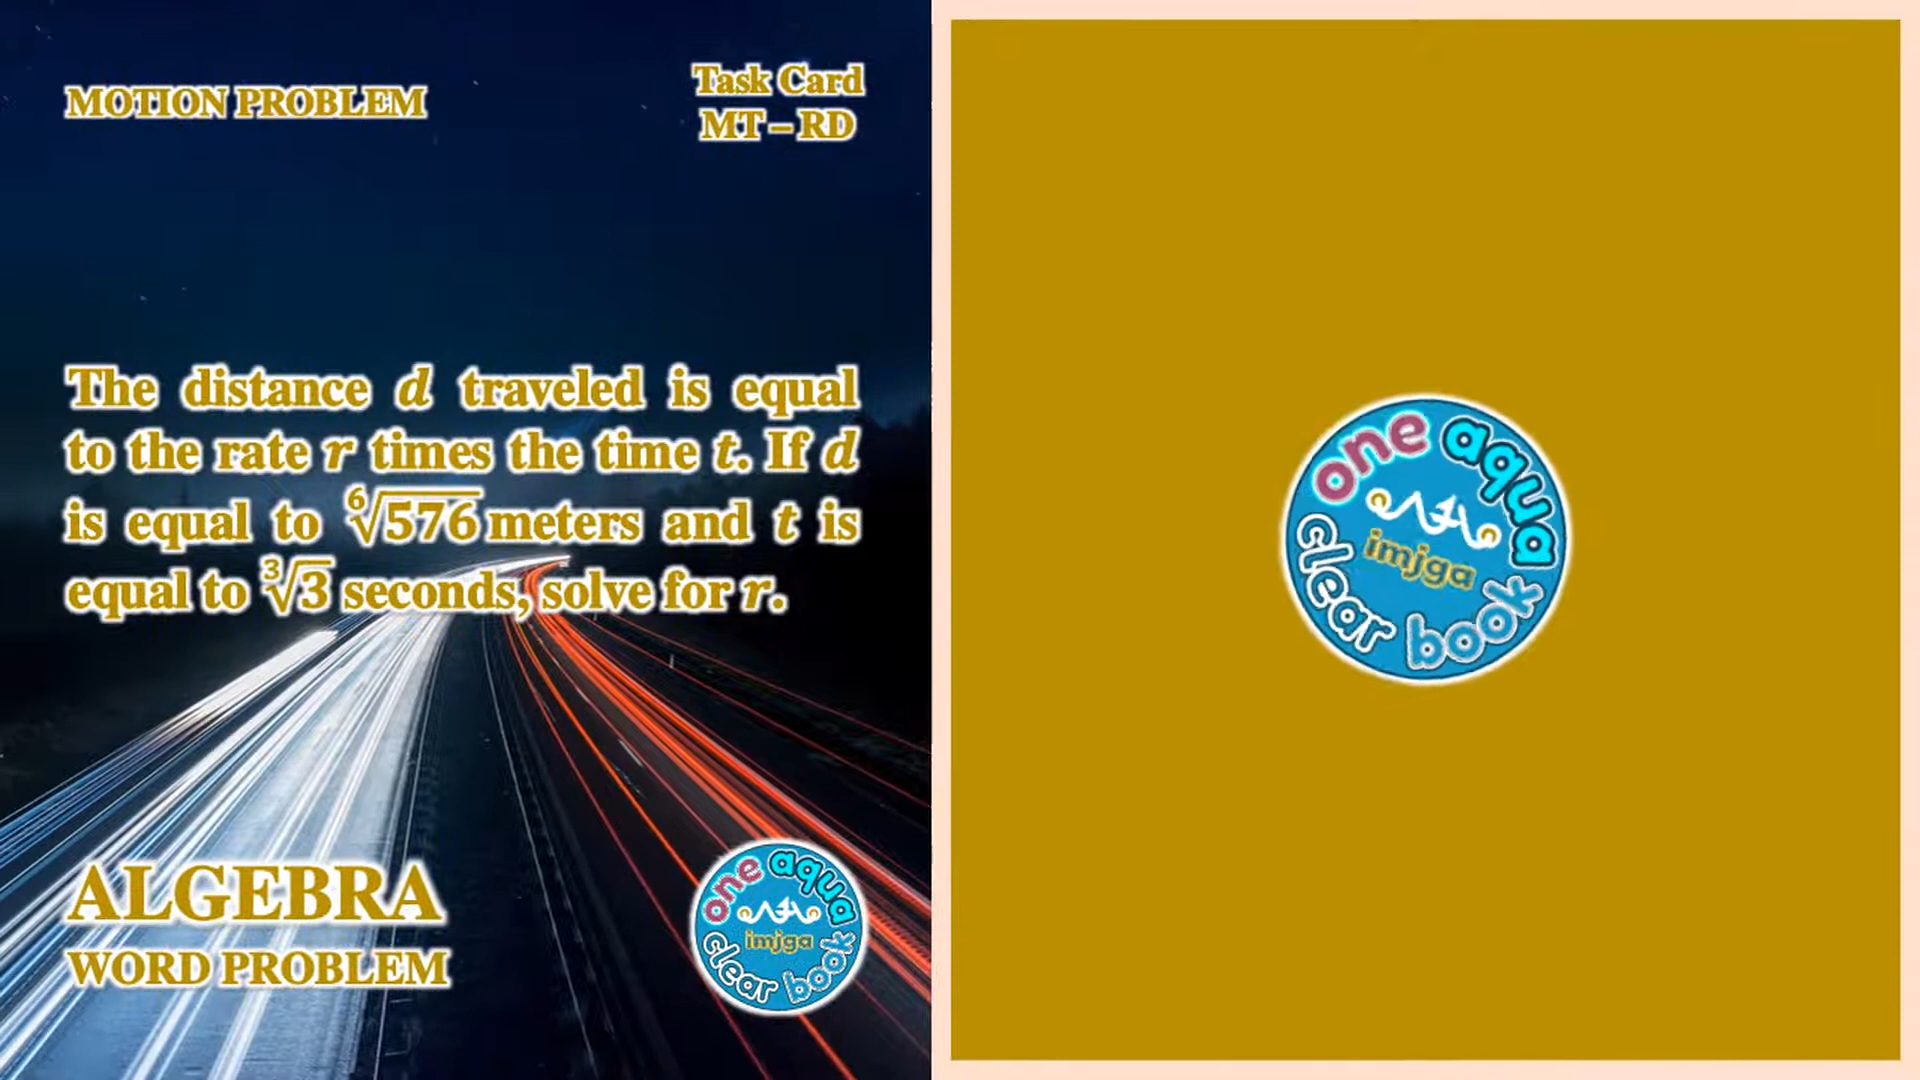 MOTION PROBLEM
Task Card
MT – RD
The distance d traveled is equal
to the rate r times the time t. If d
is equal to ⁶√576 meters and t is
equal to ³√3 seconds, solve for r.
ALGEBRA
WORD PROBLEM
one aqua
imjga
clear book
one aqua
imjga
clear book